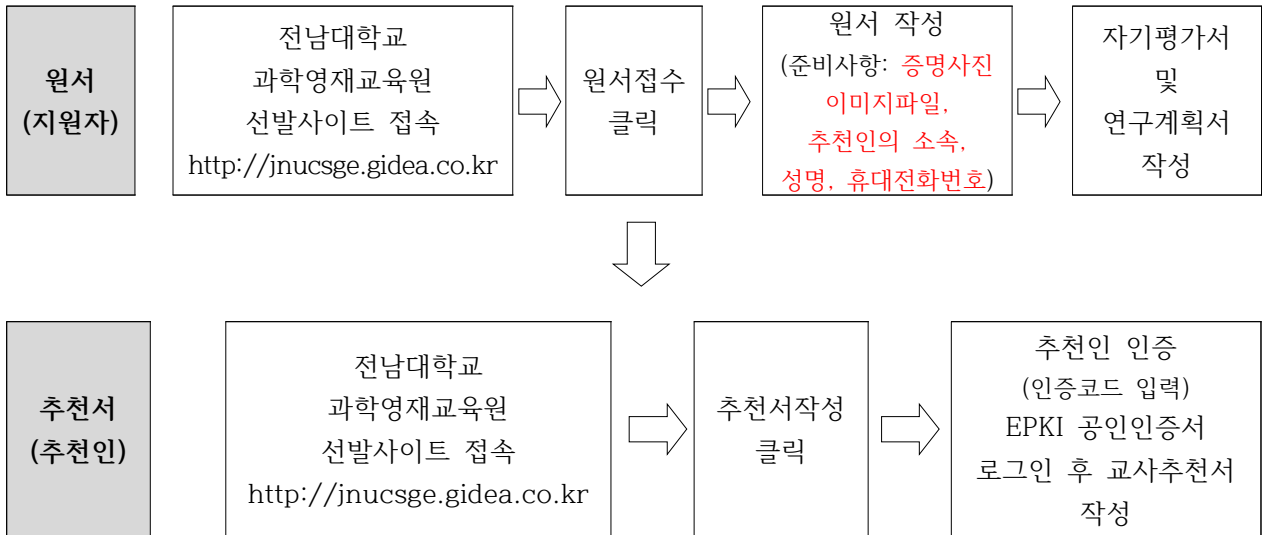 원서
(지원자)
전남대학교
과학영재교육원
선발사이트 접속
http://jnucsge.gidea.co.kr
원서접수
클릭
원서 작성
(준비사항: 증명사진
이미지파일,
추천인의 소속,
성명, 휴대전화번호)
자기평가서
및
연구계획서
작성
추천서
(추천인)
전남대학교
과학영재교육원
선발사이트 접속
http://jnucsge.gidea.co.kr
추천서작성
클릭
추천인 인증
(인증코드 입력)
EPKI 공인인증서
로그인 후 교사추천서
작성